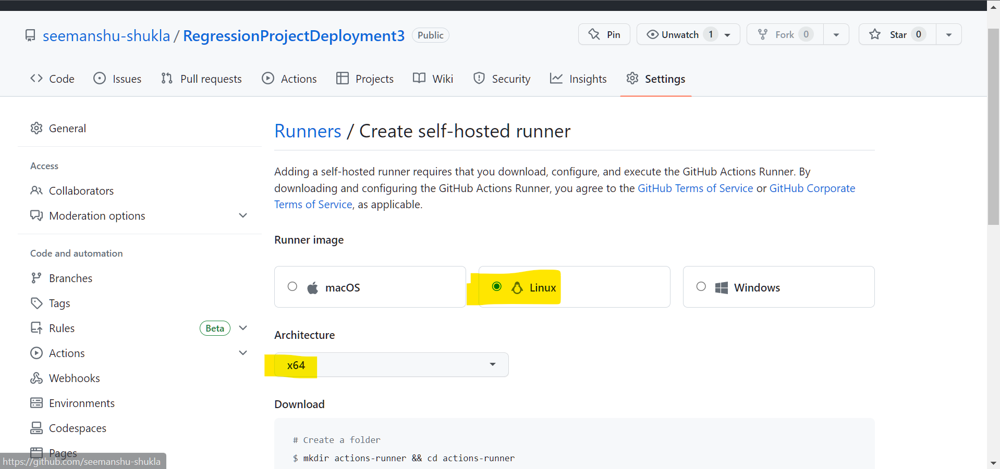 seemanshu-shukla / RegressionProjectDeployment3 Public
Pin
Unwatch 1
Fork 0
Star 0
Code
Issues
Pull requests
Actions
Projects
Wiki
Security
Insights
Settings
General
Access
Collaborators
Moderation options
Code and automation
Branches
Tags
Rules Beta
Actions
Webhooks
Environments
Codespaces
Pages
https://github.com/seemanshu-shukla
Runners / Create self-hosted runner
Adding a self-hosted runner requires that you download, configure, and execute the GitHub Actions Runner. By
downloading and configuring the GitHub Actions Runner, you agree to the GitHub Terms of Service or GitHub Corporate
Terms of Service, as applicable.
Runner image
macOS
Linux
Windows
Architecture
x64
Download
# Create a folder
$ mkdir actions-runner && cd actions-runner